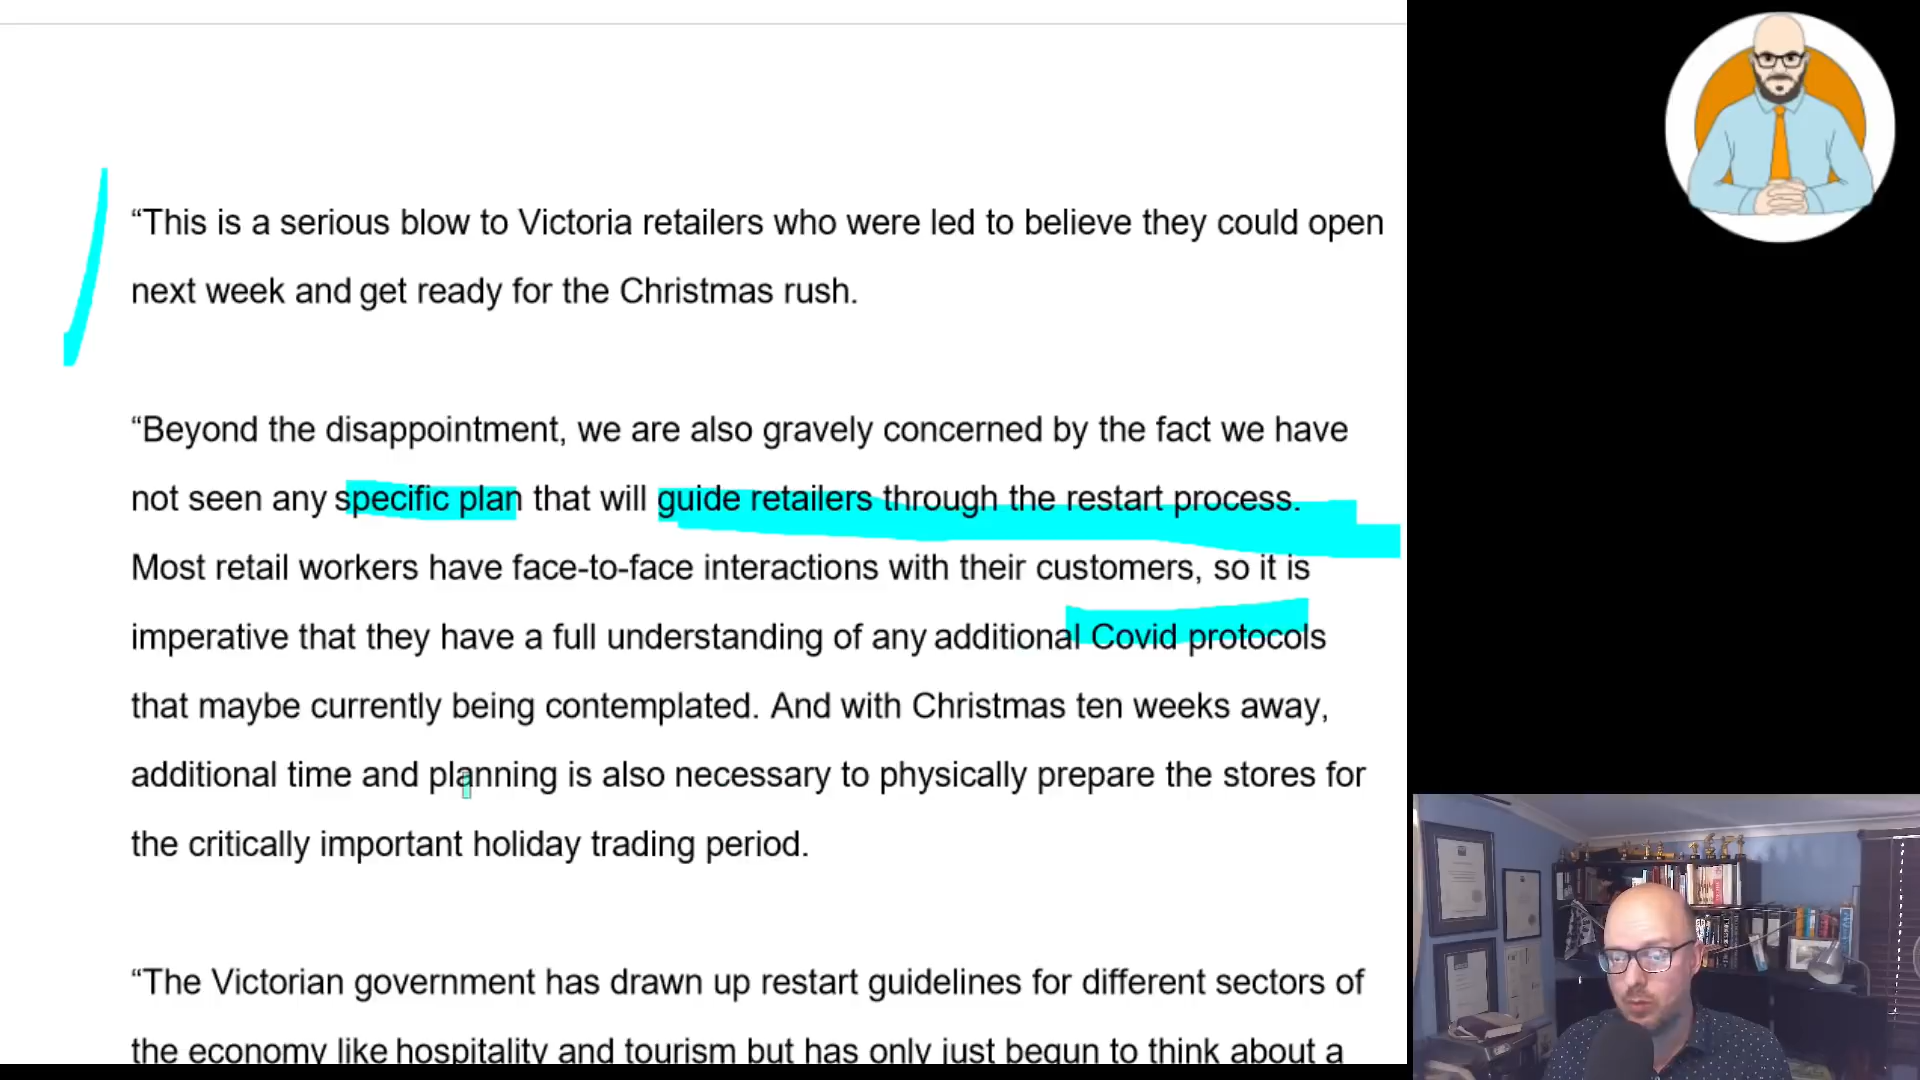 “This is a serious blow to Victoria retailers who were led to believe they could open
next week and get ready for the Christmas rush.
“Beyond the disappointment, we are also gravely concerned by the fact we have
not seen any specific plan that will guide retailers through the restart process.
Most retail workers have face-to-face interactions with their customers, so it is
imperative that they have a full understanding of any additional Covid protocols
that maybe currently being contemplated. And with Christmas ten weeks away,
additional time and planning is also necessary to physically prepare the stores for
the critically important holiday trading period.
“The Victorian government has drawn up restart guidelines for different sectors of
the economy like hospitality and tourism but has only just begun to think about a